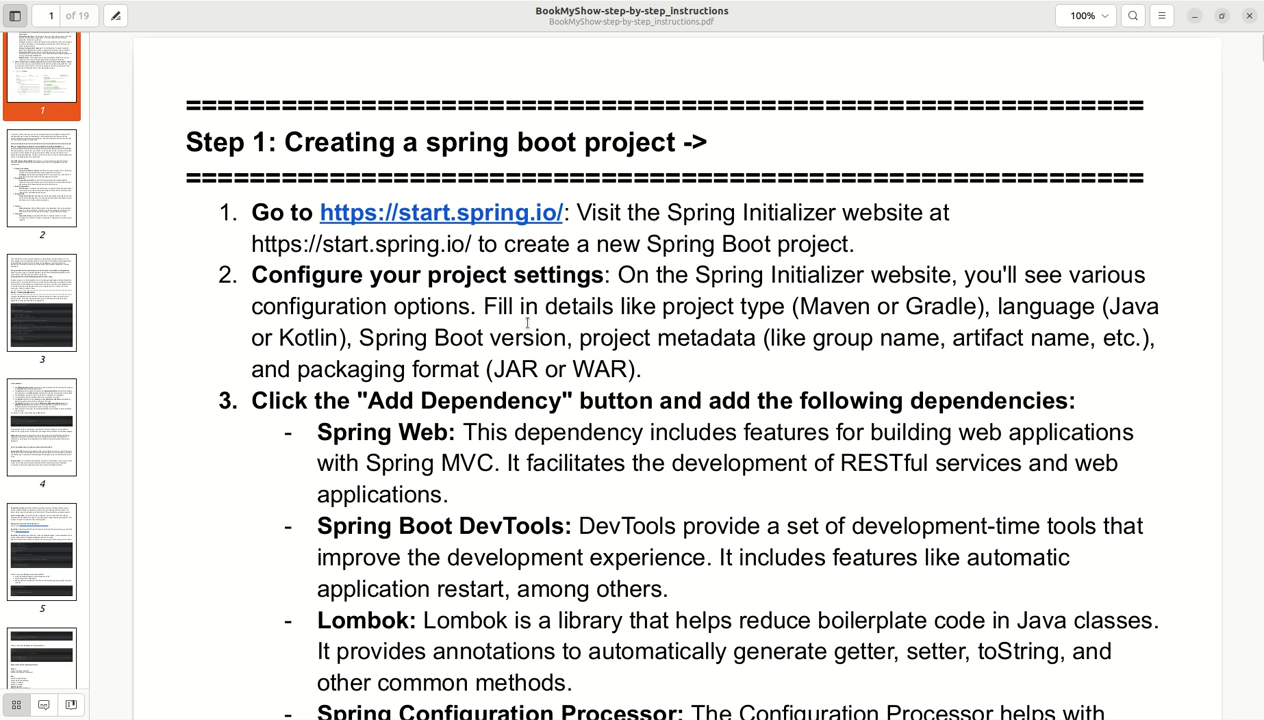 1 of 19
BookMyShow-step-by-step_instructions
BookMyShow-step-by-step_instructions.pdf
100%
1
2
3
4
5
============================================================
Step 1: Creating a spring boot project ->
============================================================
1. Go to https://start.spring.io/: Visit the Spring Initializer website at
https://start.spring.io/ to create a new Spring Boot project.
2. Configure your project settings: On the Spring Initializer website, you'll see various
configuration options. Fill in details like project type (Maven or Gradle), language (Java
or Kotlin), Spring Boot version, project metadata (like group name, artifact name, etc.),
and packaging format (JAR or WAR).
3. Click the "Add Dependency" button and add the following dependencies:
- Spring Web: This dependency includes features for building web applications
with Spring MVC. It facilitates the development of RESTful services and web
applications.
- Spring Boot DevTools: DevTools provide a set of development-time tools that
improve the development experience. It includes features like automatic
application restart, among others.
- Lombok: Lombok is a library that helps reduce boilerplate code in Java classes.
It provides annotations to automatically generate getter, setter, toString, and
other common methods.
- Spring Configuration Processor: The Configuration Processor helps with